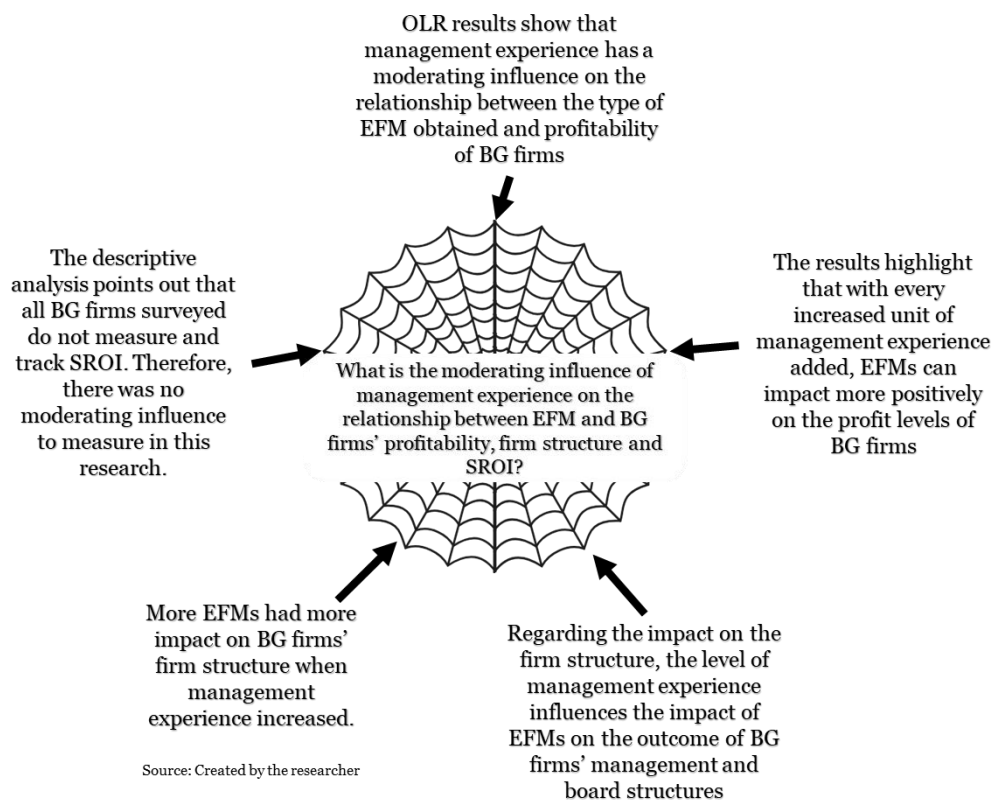 OLR results show that
management experience has a
moderating influence on the
relationship between the type of
EFM obtained and profitability
of BG firms
The descriptive
analysis points out that
all BG firms surveyed
do not measure and
track SROI. Therefore,
there was no
moderating influence
to measure in this
research.
The results highlight
that with every
increased unit of
management experience
added, EFMs can
impact more positively
on the profit levels of
BG firms
What is the moderating influence of
management experience on the
relationship between EFM and BG
firms' profitability, firm structure and
SROI?
More EFMs had more
impact on BG firms'
firm structure when
management
experience increased.
Regarding the impact on the
firm structure, the level of
management experience
influences the impact of
EFMs on the outcome of BG
firms' management and
board structures
Source: Created by the researcher